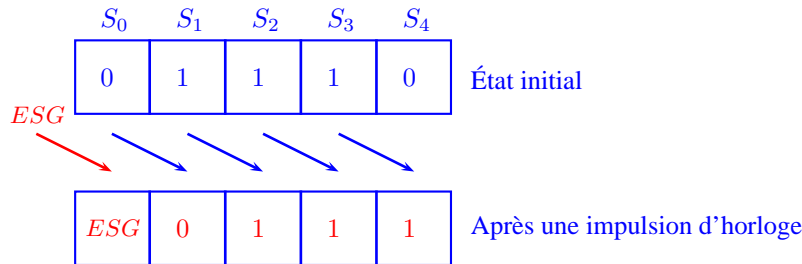 S0 S1 S2 S3 S4
0 1 1 1 0 État initial
ESG
ESG 0 1 1 1 Après une impulsion d'horloge